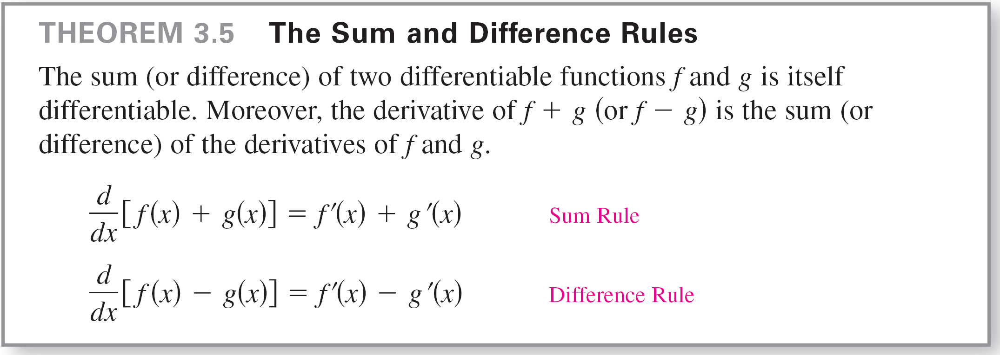 THEOREM 3.5 The Sum and Difference Rules
The sum (or difference) of two differentiable functions f and g is itself
differentiable. Moreover, the derivative of f + g (or f − g) is the sum (or
difference) of the derivatives of f and g.
d/dx [f(x) + g(x)] = f′(x) + g′(x) Sum Rule
d/dx [f(x) − g(x)] = f′(x) − g′(x) Difference Rule